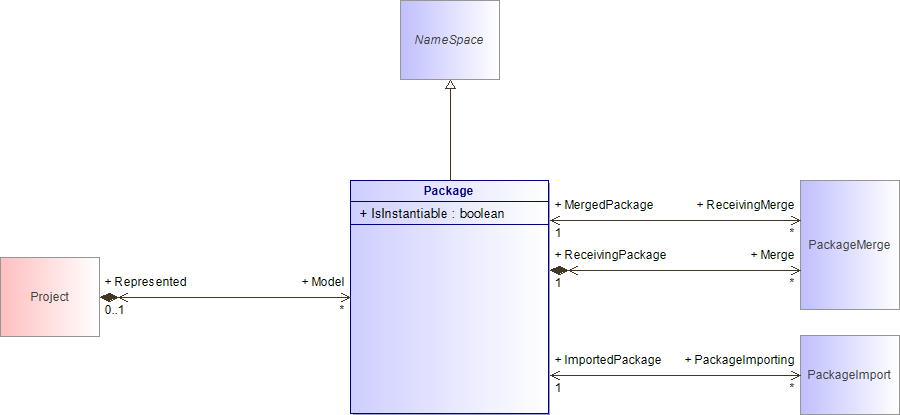 NameSpace
Package
+ IsInstantiable : boolean
+ MergedPackage
+ ReceivingMerge
1
*
PackageMerge
+ ReceivingPackage
+ Merge
1
*
Project
+ Represented
+ Model
0..1
*
+ ImportedPackage
+ PackageImporting
1
*
PackageImport